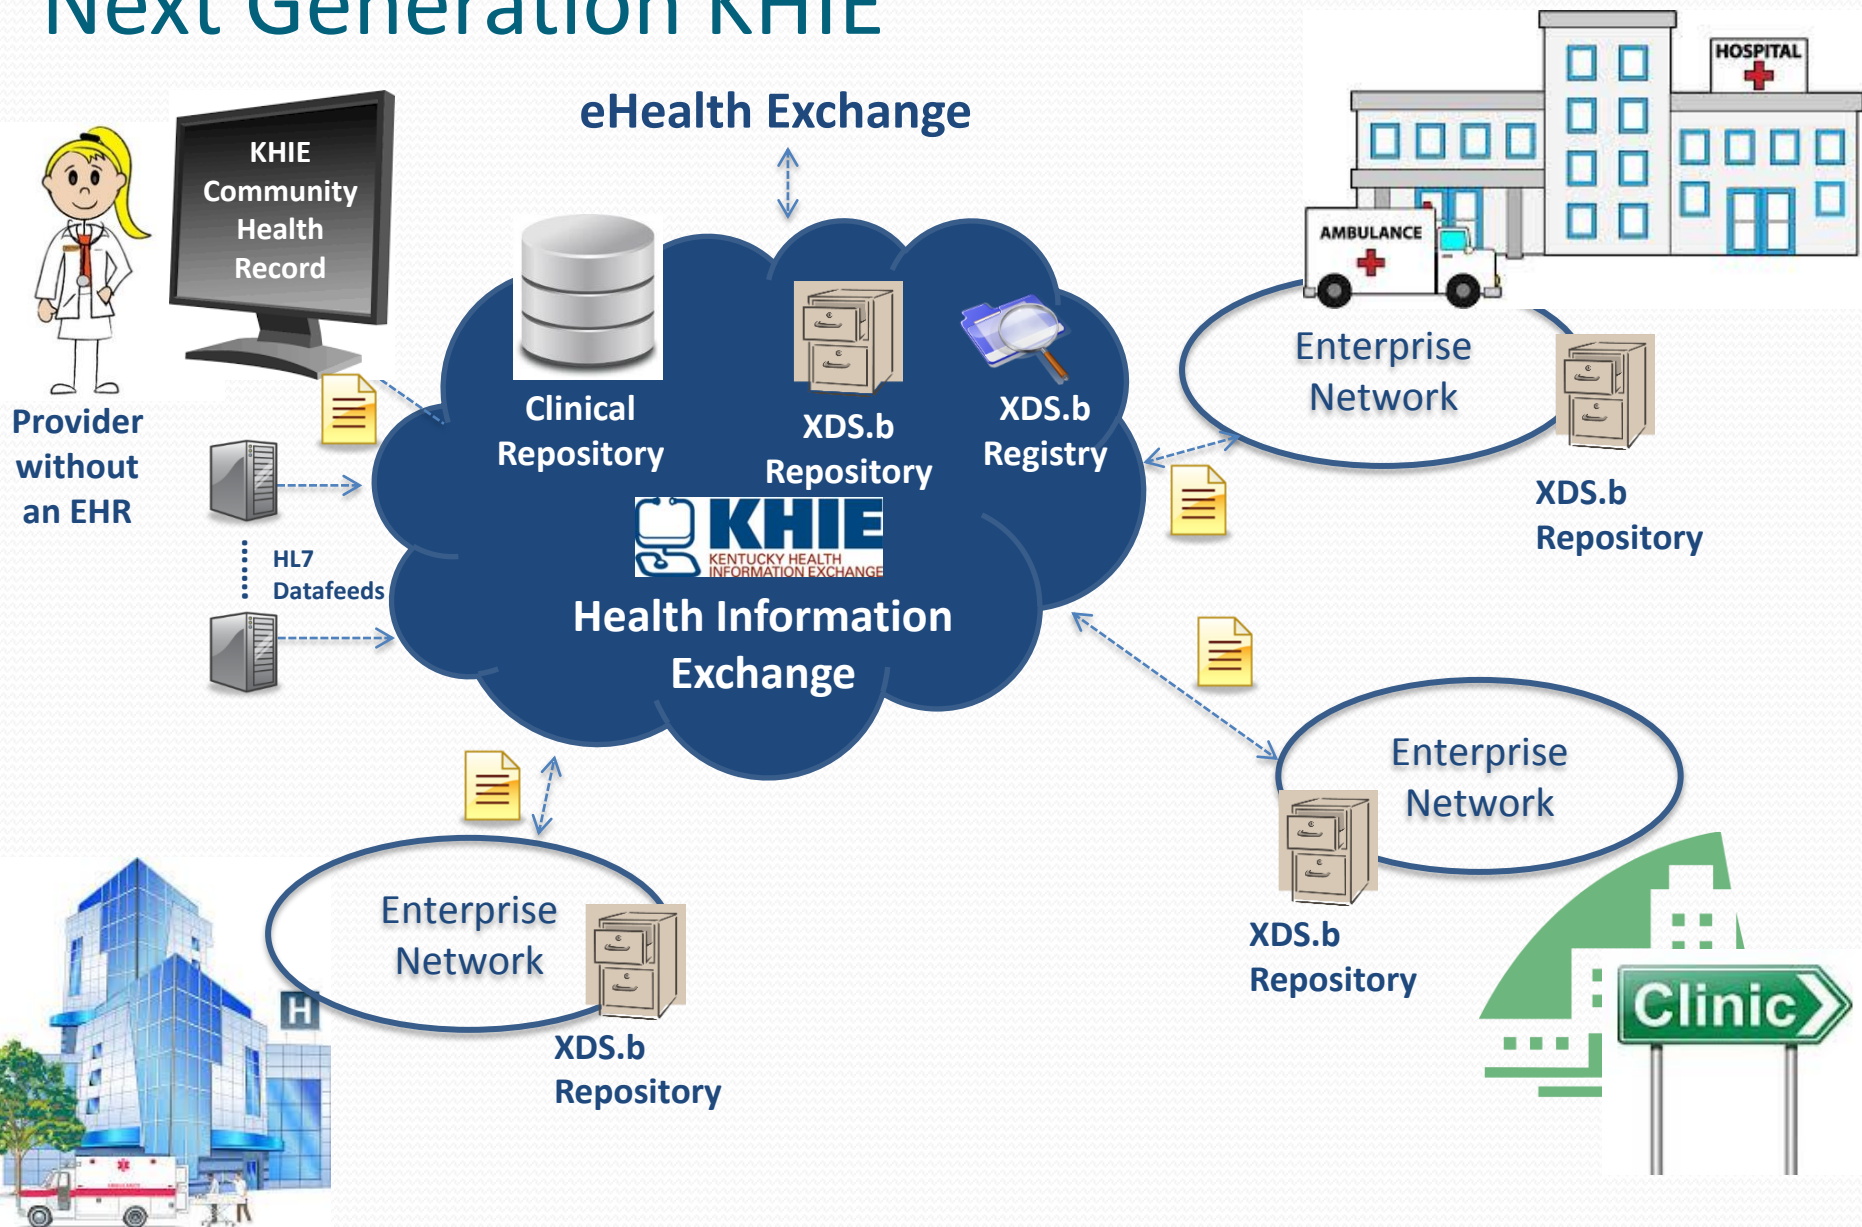 Next Generation KHIE
eHealth Exchange
HOSPITAL
AMBULANCE
KHIE
Community
Health
Record
Provider
without
an EHR
HL7
Datafeeds
Clinical
Repository
XDS.b
Repository
XDS.b
Registry
KHIE
KENTUCKY HEALTH
INFORMATION EXCHANGE
Health Information
Exchange
Enterprise
Network
XDS.b
Repository
Enterprise
Network
XDS.b
Repository
Clinic
Enterprise
Network
XDS.b
Repository
H
AMBULANCE